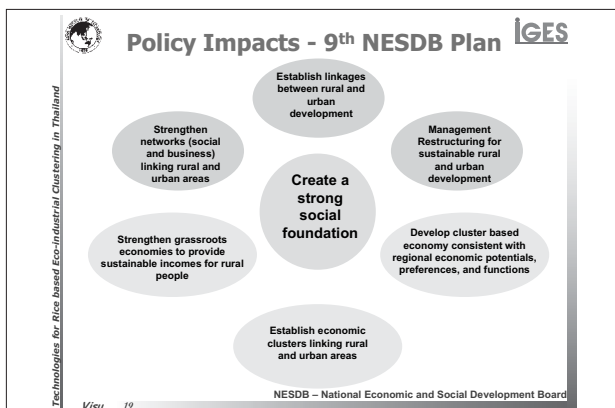 Policy Impacts - 9th NESDB Plan
IGES
Technologies for Rice based Eco-industrial Clustering in Thailand
Establish linkages
between rural and
urban
development
Strengthen
networks (social
and business)
linking rural and
urban areas
Management
Restructuring for
sustainable rural
and urban
development
Create a
strong
social
foundation
Strengthen grassroots
economies to provide
sustainable incomes for rural
people
Develop cluster based
economy consistent with
regional economic potentials,
preferences, and functions
Establish economic
clusters linking rural
and urban areas
NESDB – National Economic and Social Development Board
Visu 19